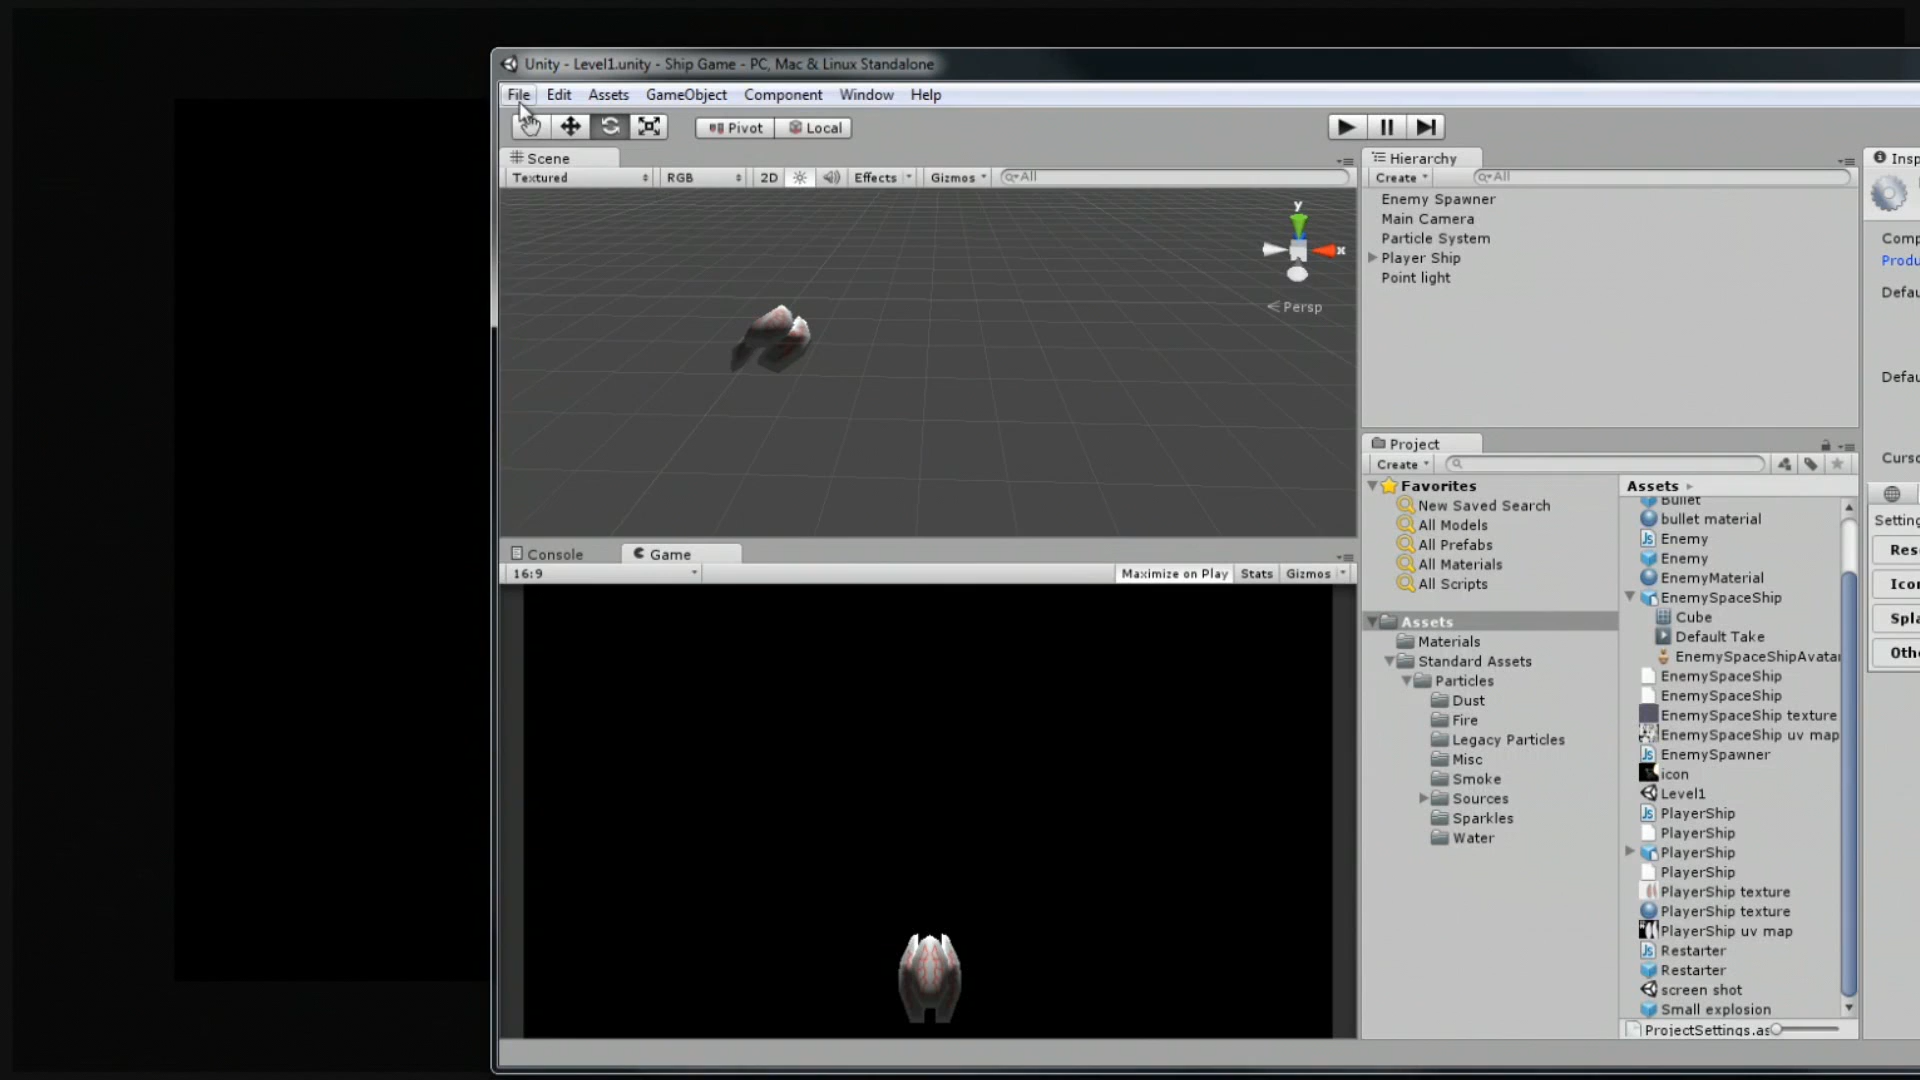 Unity - Level1.unity - Ship Game - PC, Mac & Linux Standalone
File Edit Assets GameObject Component Window Help
Pivot Local
Scene
Textured RGB 2D Effects Gizmos All
y
x
Persp
Console Game
16:9 Maximize on Play Stats Gizmos
Hierarchy
Create All
Enemy Spawner
Main Camera
Particle System
Player Ship
Point light
Project
Create
Favorites
New Saved Search
All Models
All Prefabs
All Materials
All Scripts
Assets
Materials
Standard Assets
Particles
Dust
Fire
Legacy Particles
Misc
Smoke
Sources
Sparkles
Water
Assets
Bullet
bullet material
Enemy
Enemy
EnemyMaterial
EnemySpaceShip
Cube
Default Take
EnemySpaceShipAvatar
EnemySpaceShip
EnemySpaceShip
EnemySpaceShip texture
EnemySpaceShip uv map
EnemySpawner
icon
Level1
PlayerShip
PlayerShip
PlayerShip
PlayerShip
PlayerShip texture
PlayerShip texture
PlayerShip uv map
Restarter
Restarter
screen shot
Small explosion
ProjectSettings.as
Insp
Comp
Produ
Defau
Defau
Curso
Setting
Res
Icon
Spla
Othe